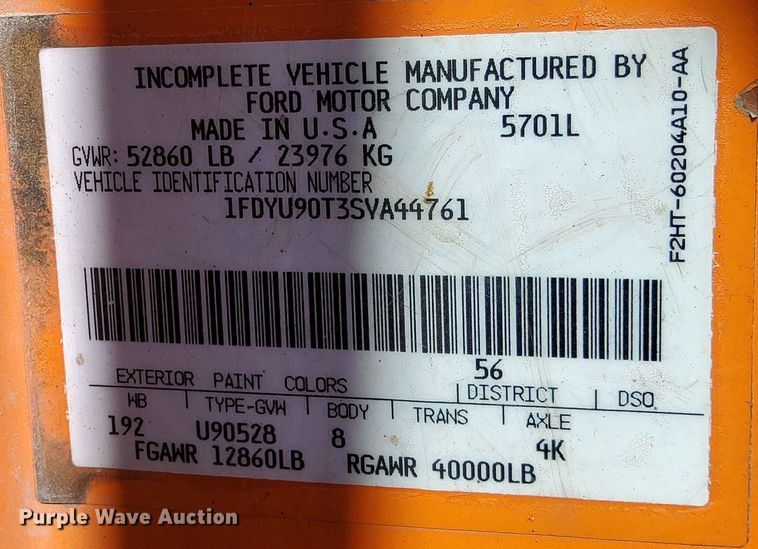 INCOMPLETE VEHICLE MANUFACTURED BY
FORD MOTOR COMPANY
MADE IN U.S.A 5701L
GVWR: 52860 LB / 23976 KG
VEHICLE IDENTIFICATION NUMBER
1FDYU90T3SVA44761
F2HT-60204A10-AA
56
EXTERIOR PAINT COLORS DISTRICT DSO
WB TYPE-GVW BODY TRANS AXLE
192 U90528 8 4K
FGAWR 12860LB RGAWR 40000LB
Purple Wave Auction